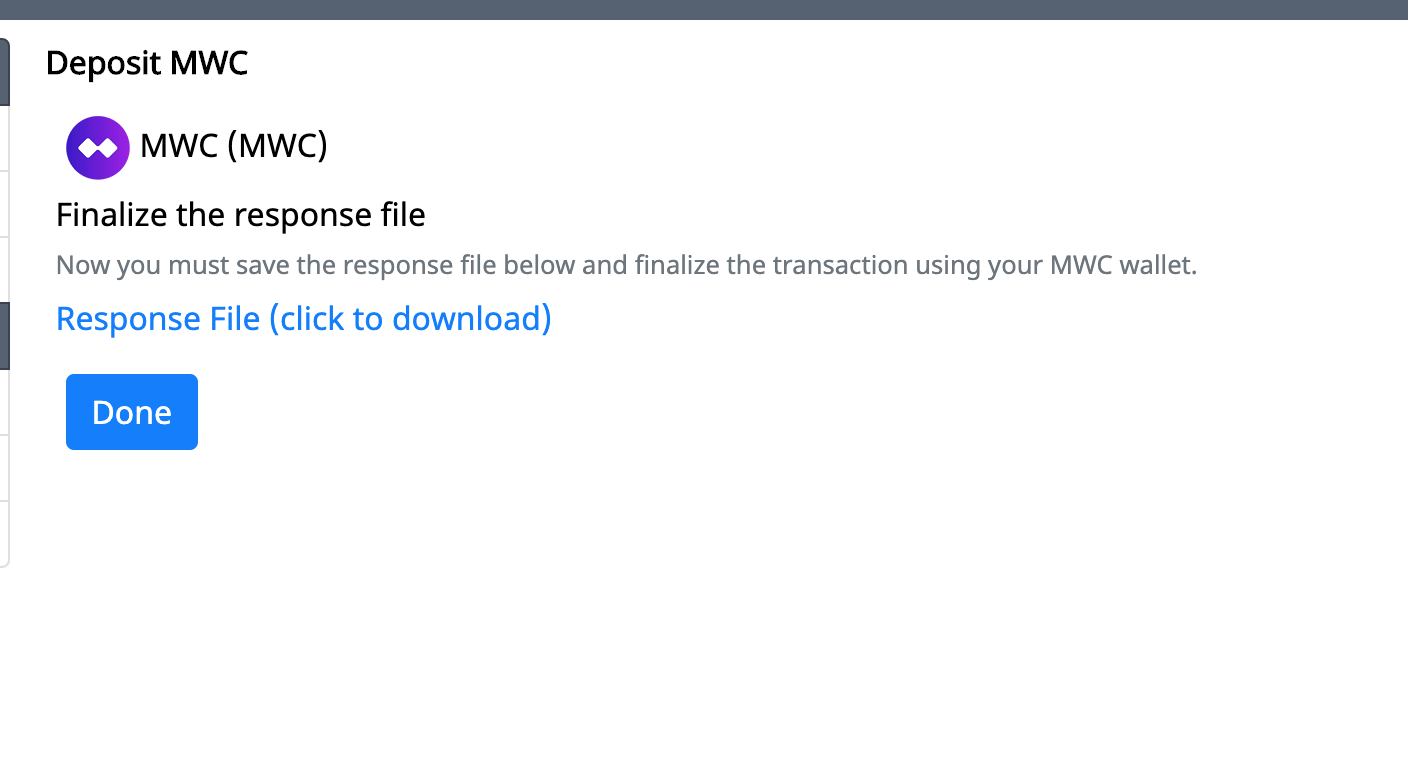 Deposit MWC
MWC (MWC)
Finalize the response file
Now you must save the response file below and finalize the transaction using your MWC wallet.
Response File (click to download)
Done